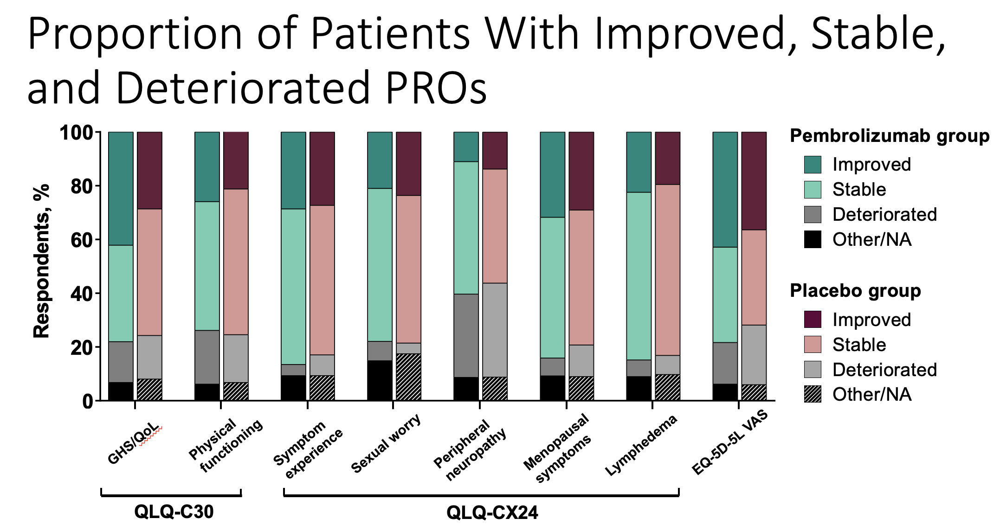 Proportion of Patients With Improved, Stable,
and Deteriorated PROs
Respondents, %
100
80
60
40
20
0
GHS/QoL
Physical
functioning
Symptom
experience
Sexual worry
Peripheral
neuropathy
Menopausal
symptoms
Lymphedema
EQ-5D-5L VAS
QLQ-C30
QLQ-CX24
Pembrolizumab group
Improved
Stable
Deteriorated
Other/NA
Placebo group
Improved
Stable
Deteriorated
Other/NA